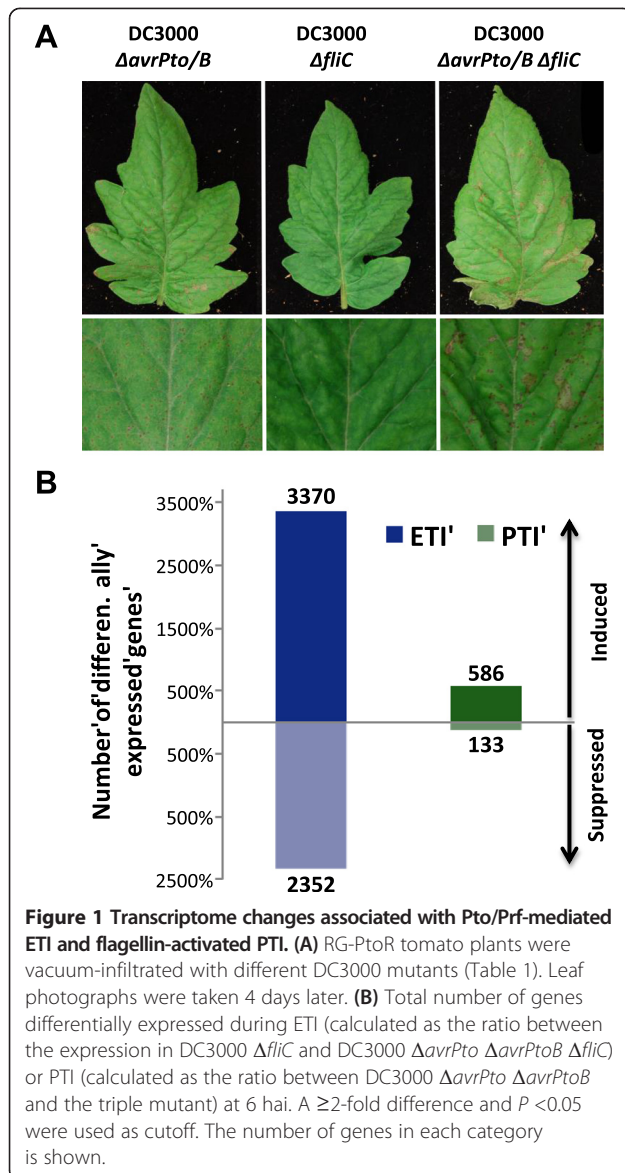 A
DC3000
ΔavrPto/B
DC3000
ΔfliC
DC3000
ΔavrPto/B ΔfliC
B
Number'of'differen. ally'
expressed'genes'
3500%
2500%
1500%
500%
500%
500%
2500%
3370
2352
586
133
ETI'
PTI'
Induced
Suppressed
Figure 1 Transcriptome changes associated with Pto/Prf-mediated
ETI and flagellin-activated PTI. (A) RG-PtoR tomato plants were
vacuum-infiltrated with different DC3000 mutants (Table 1). Leaf
photographs were taken 4 days later. (B) Total number of genes
differentially expressed during ETI (calculated as the ratio between
the expression in DC3000 ΔfliC and DC3000 ΔavrPto ΔavrPtoB ΔfliC)
or PTI (calculated as the ratio between DC3000 ΔavrPto ΔavrPtoB
and the triple mutant) at 6 hai. A ≥2-fold difference and P <0.05
were used as cutoff. The number of genes in each category
is shown.